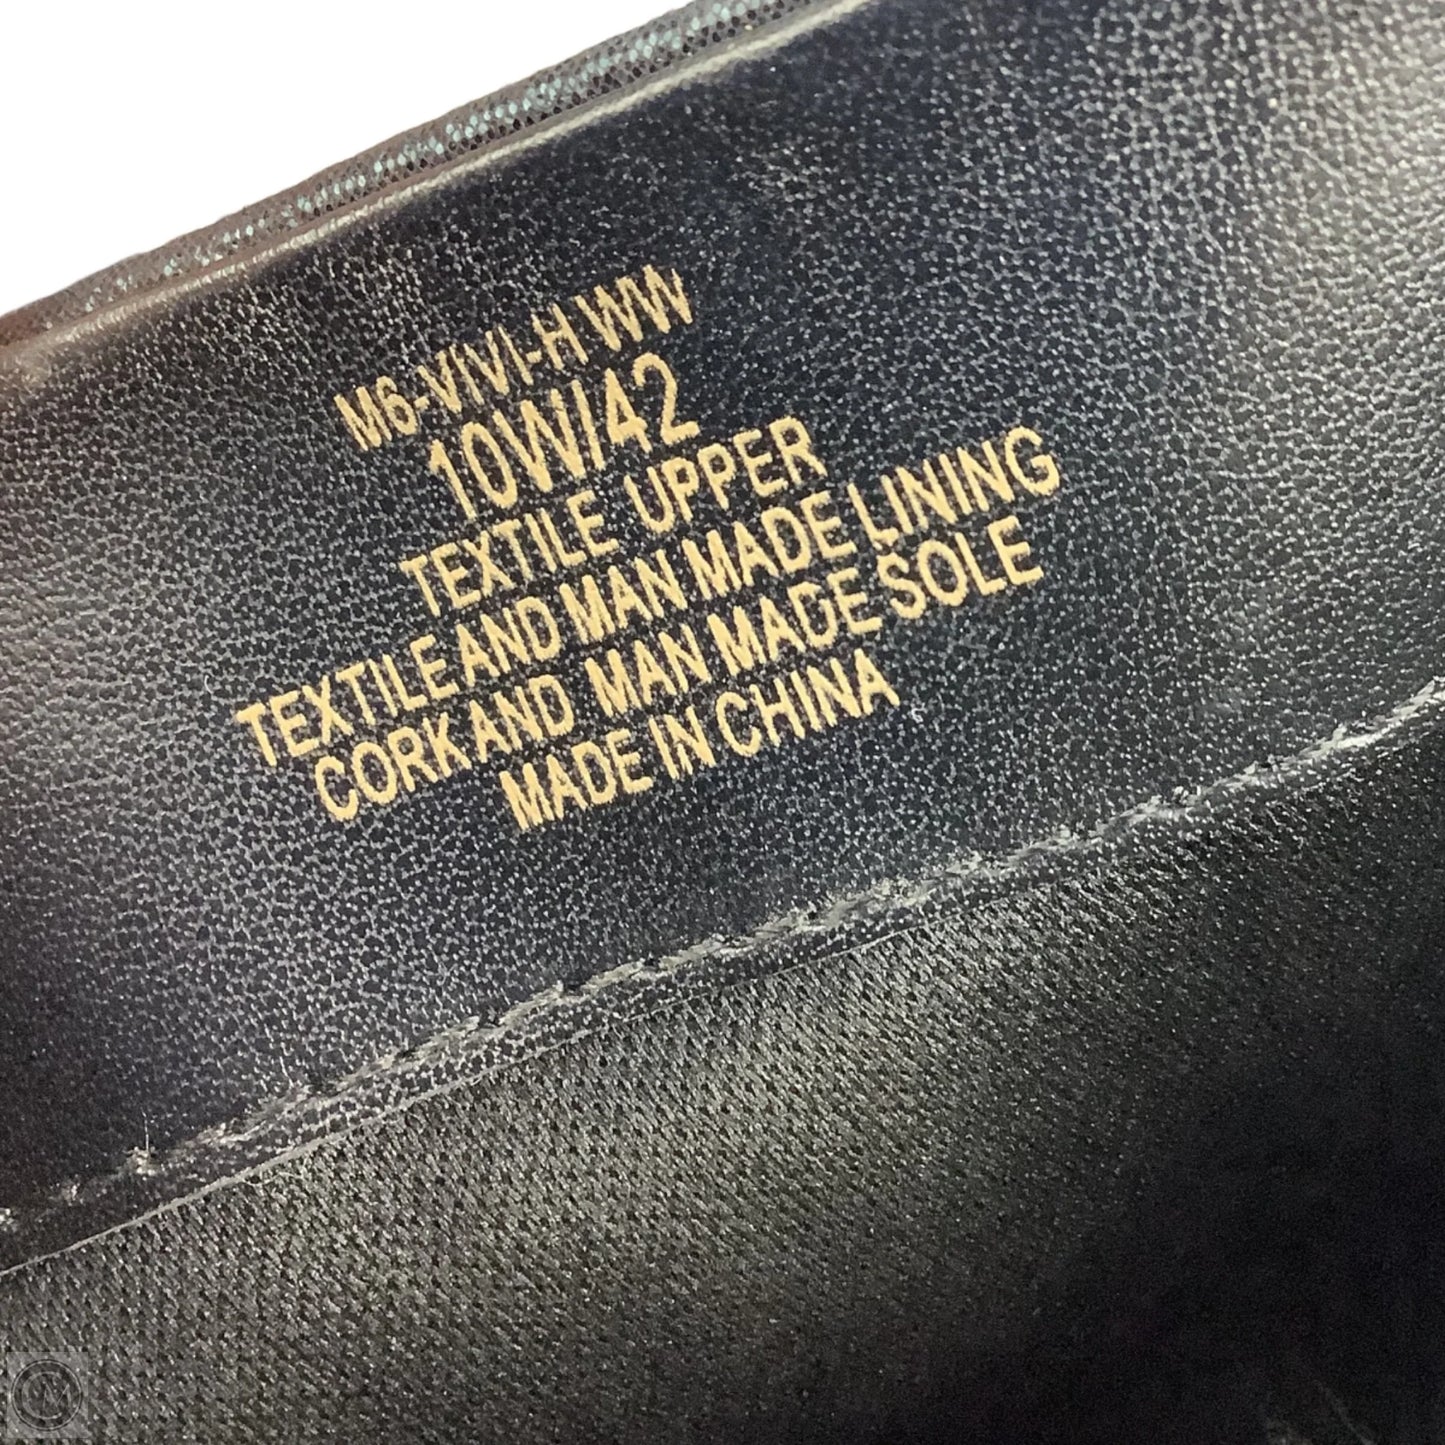 M6-VIVI-H WW
10W/42
TEXTILE UPPER
TEXTILE AND MAN MADE LINING
CORK AND MAN MADE SOLE
MADE IN CHINA